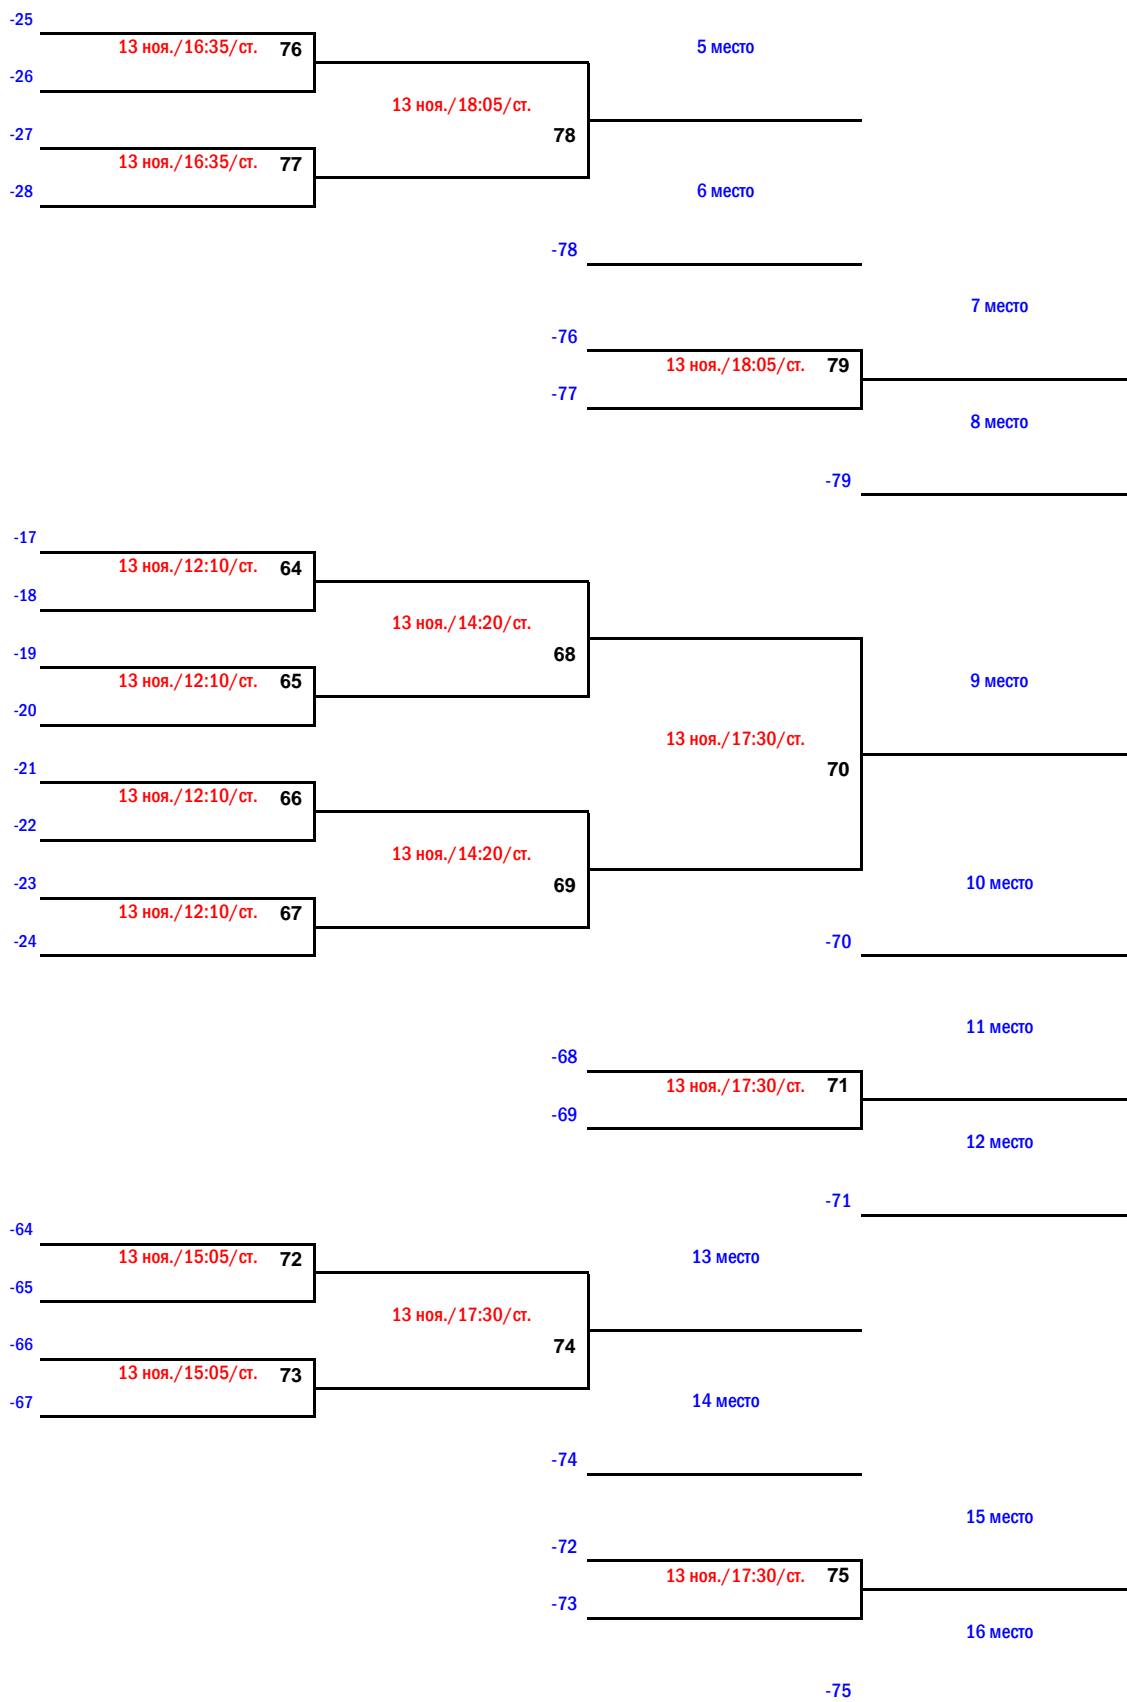 -25
13 ноя./16:35/ст. 76
5 место
-26
13 ноя./18:05/ст.
78
-27
13 ноя./16:35/ст. 77
-28
6 место
-78
7 место
-76
13 ноя./18:05/ст. 79
-77
8 место
-79
-17
13 ноя./12:10/ст. 64
-18
13 ноя./14:20/ст.
68
-19
13 ноя./12:10/ст. 65
9 место
-20
13 ноя./17:30/ст.
70
-21
13 ноя./12:10/ст. 66
-22
13 ноя./14:20/ст.
69
-23
10 место
13 ноя./12:10/ст. 67
-24
-70
11 место
-68
13 ноя./17:30/ст. 71
-69
12 место
-71
-64
13 ноя./15:05/ст. 72
13 место
-65
13 ноя./17:30/ст.
74
-66
13 ноя./15:05/ст. 73
-67
14 место
-74
15 место
-72
13 ноя./17:30/ст. 75
-73
16 место
-75